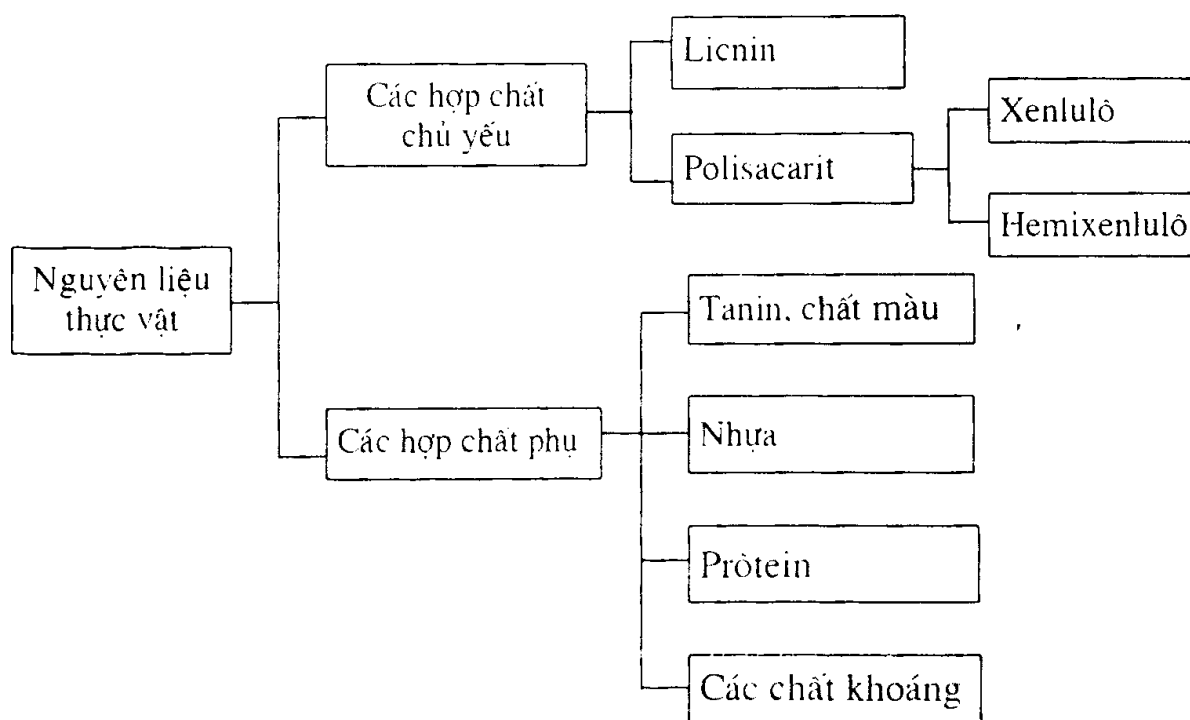 Licnin
Các hợp chất
chủ yếu
Xenlulô
Polisacarit
Hemixenlulô
Nguyên liệu
thực vật
Tanin, chất màu
Các hợp chất phụ
Nhựa
Prôtein
Các chất khoáng